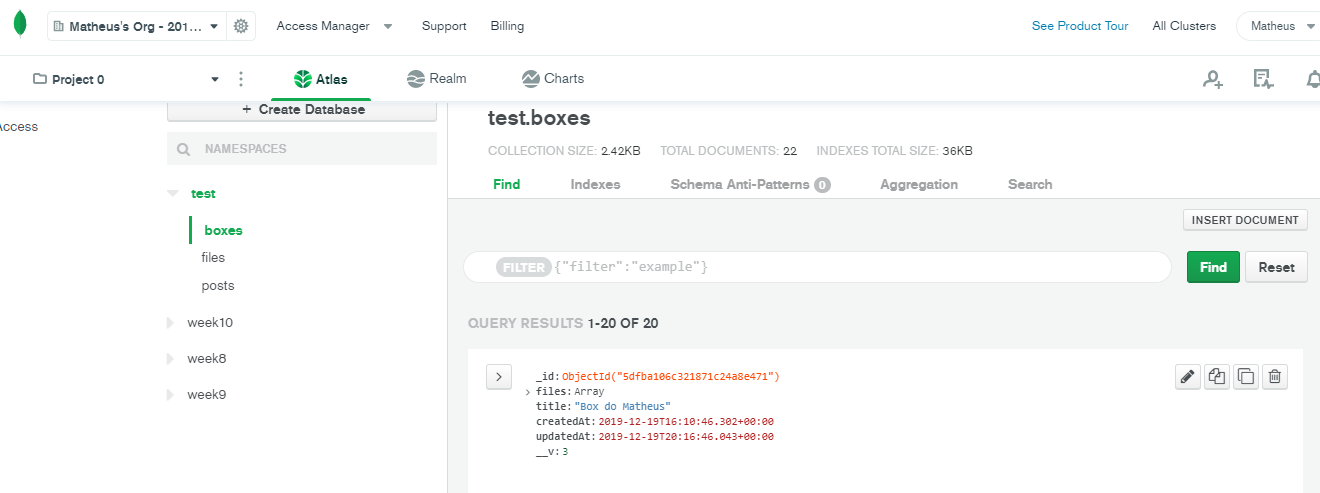 Matheus's Org - 201... Access Manager Support Billing See Product Tour All Clusters Matheus
Project 0 Atlas Realm Charts
+ Create Database
Access
NAMESPACES
test
boxes
files
posts
week10
week8
week9
test.boxes
COLLECTION SIZE: 2.42KB TOTAL DOCUMENTS: 22 INDEXES TOTAL SIZE: 36KB
Find Indexes Schema Anti-Patterns 0 Aggregation Search
INSERT DOCUMENT
FILTER {"filter":"example"} Find Reset
QUERY RESULTS 1-20 OF 20
_id: ObjectId("5dfba106c321871c24a8e471")
files: Array
title: "Box do Matheus"
createdAt: 2019-12-19T16:10:46.302+00:00
updatedAt: 2019-12-19T20:16:46.043+00:00
__v: 3